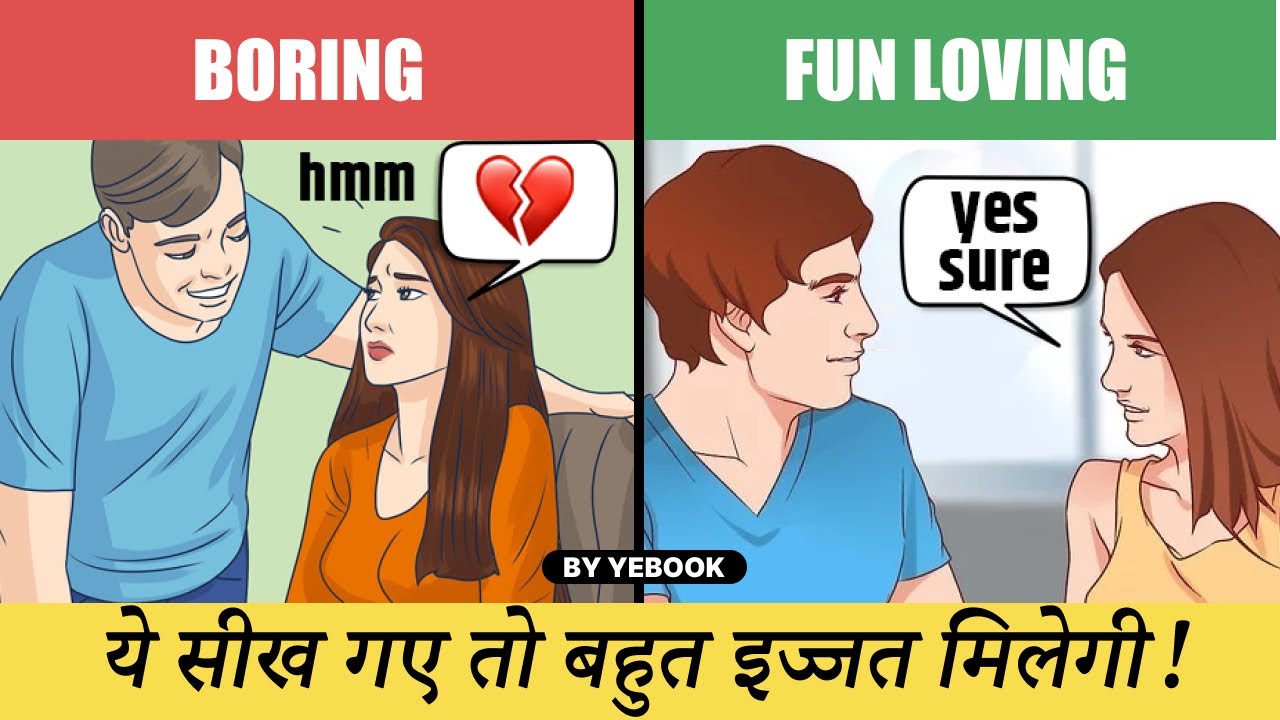 BORING
FUN LOVING
hmm
yes
sure
BY YEBOOK
ये सीख गए तो बहुत इज्जत मिलेगी!